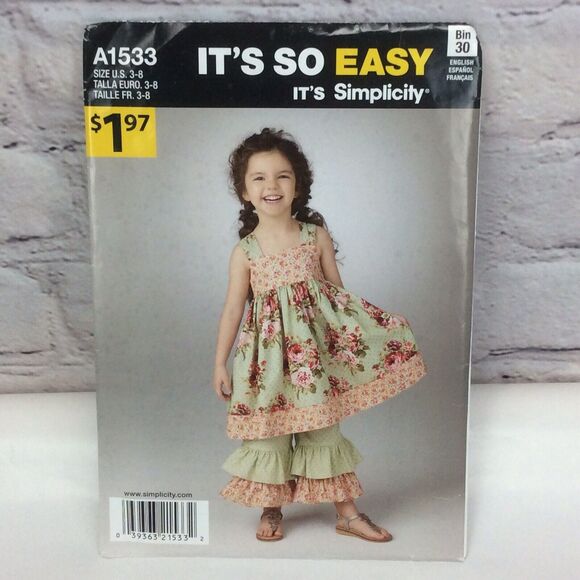 A1533
SIZE U.S. 3-8
TALLA EURO. 3-8
TAILLE FR. 3-8
$1.97
IT'S SO EASY
IT'S Simplicity®
Bin
30
ENGLISH
ESPAÑOL
FRANÇAIS
www.simplicity.com
0 39363 21533 2